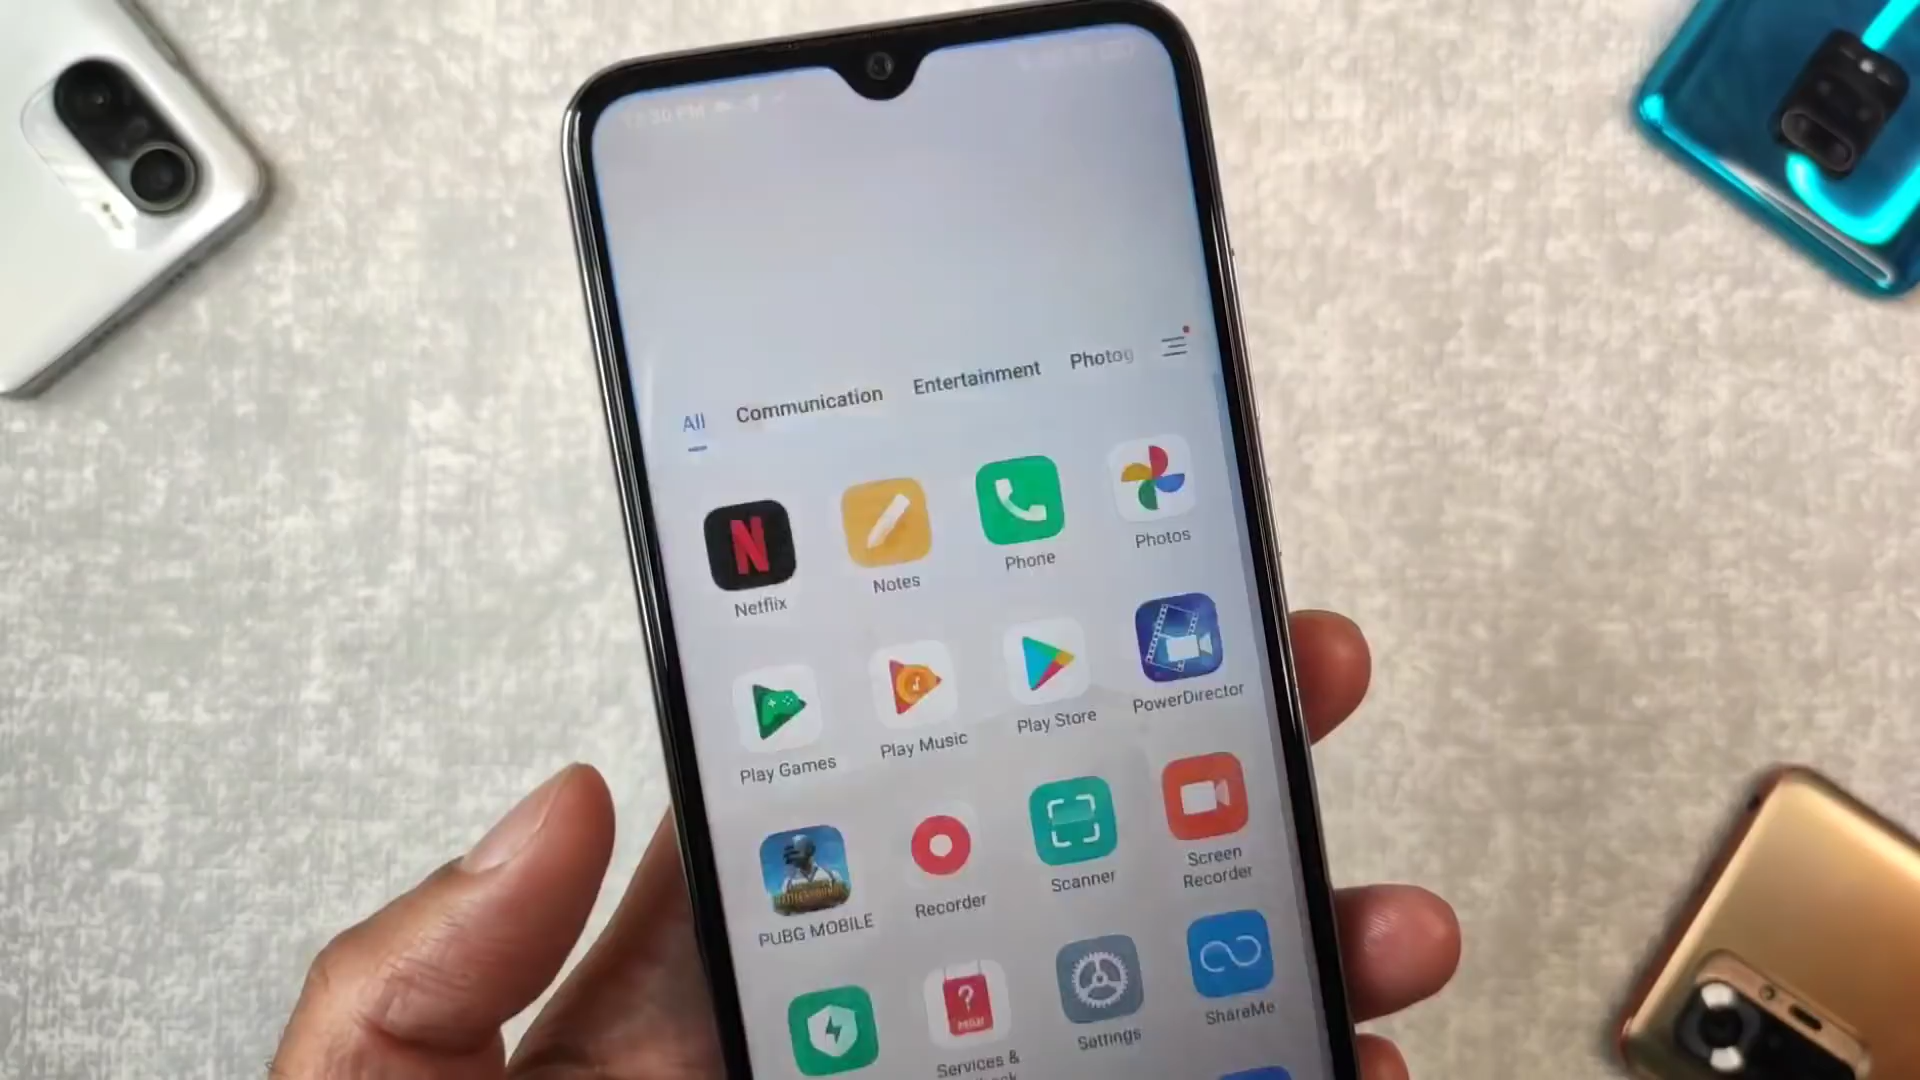 All Communication Entertainment Photog
Netflix Notes Phone Photos
Play Games Play Music Play Store PowerDirector
PUBG MOBILE Recorder Scanner Screen
Recorder
Services & Settings ShareMe